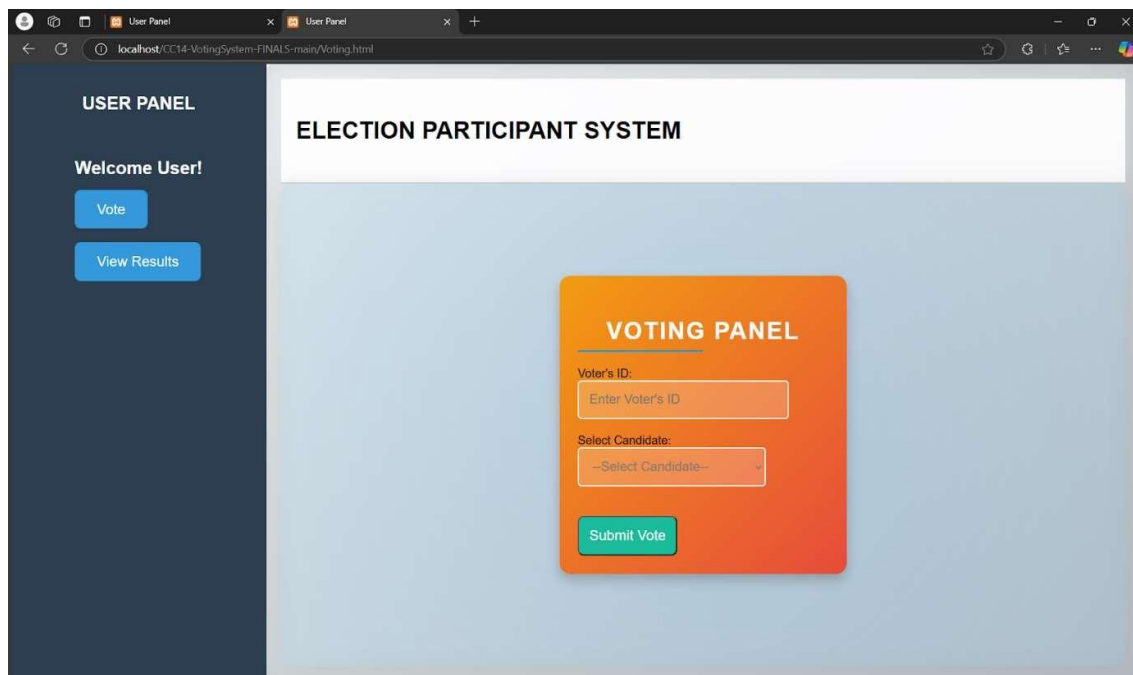 User Panel
User Panel
localhost/CC14-VotingSystem-FINALS-main/Voting.html
USER PANEL
Welcome User!
Vote
View Results
ELECTION PARTICIPANT SYSTEM
VOTING PANEL
Voter's ID:
Enter Voter's ID
Select Candidate:
--Select Candidate--
Submit Vote